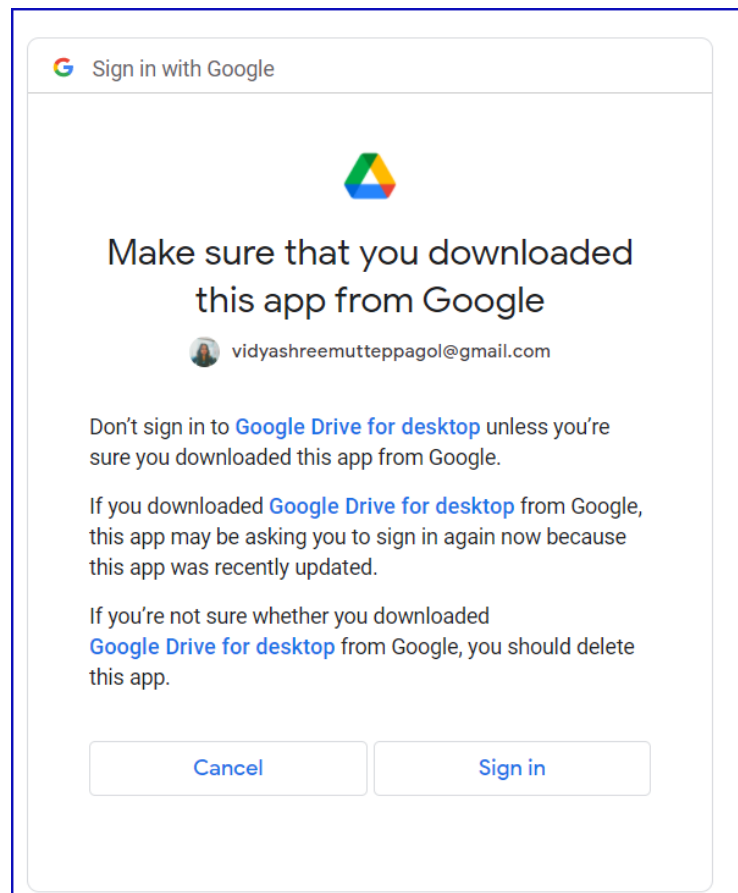 Sign in with Google
Make sure that you downloaded
this app from Google
vidyashreemutteppagol@gmail.com
Don’t sign in to Google Drive for desktop unless you’re
sure you downloaded this app from Google.
If you downloaded Google Drive for desktop from Google,
this app may be asking you to sign in again now because
this app was recently updated.
If you’re not sure whether you downloaded
Google Drive for desktop from Google, you should delete
this app.
Cancel Sign in